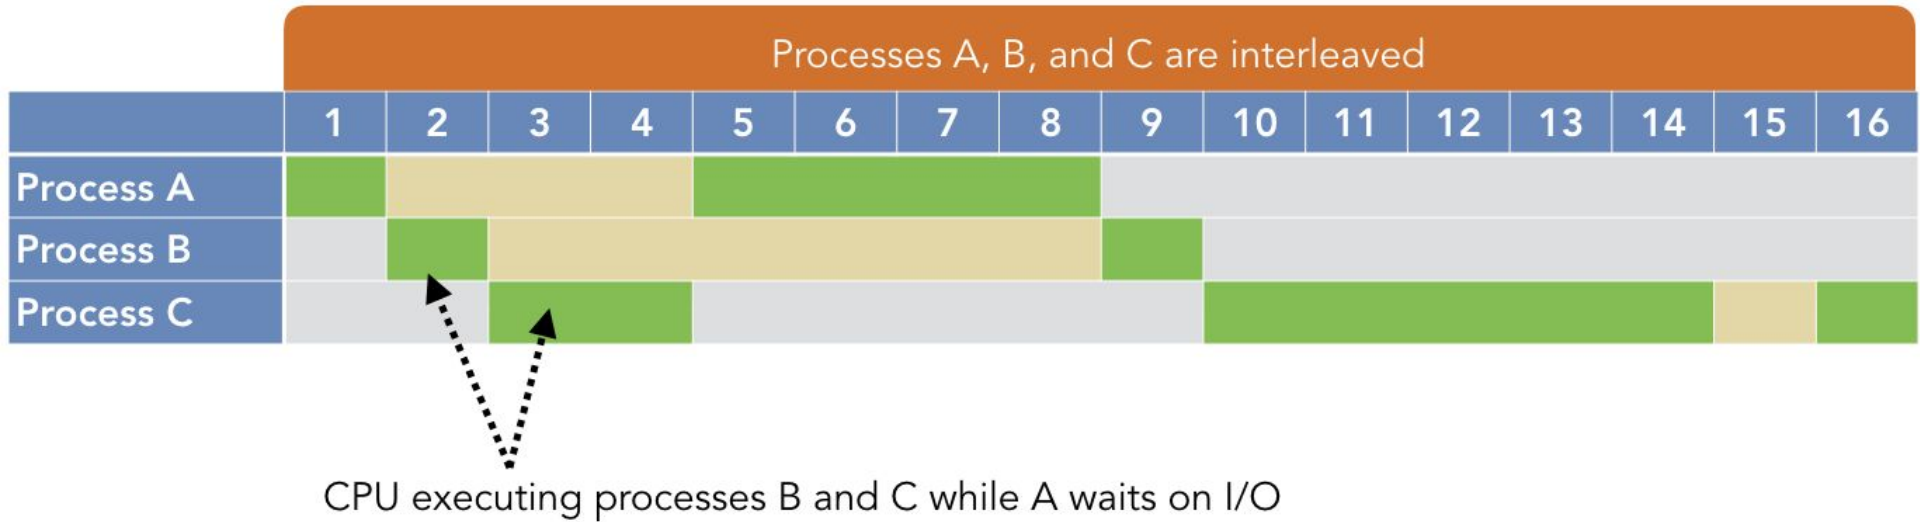 Processes A, B, and C are interleaved
1 2 3 4 5 6 7 8 9 10 11 12 13 14 15 16
Process A
Process B
Process C
CPU executing processes B and C while A waits on I/O